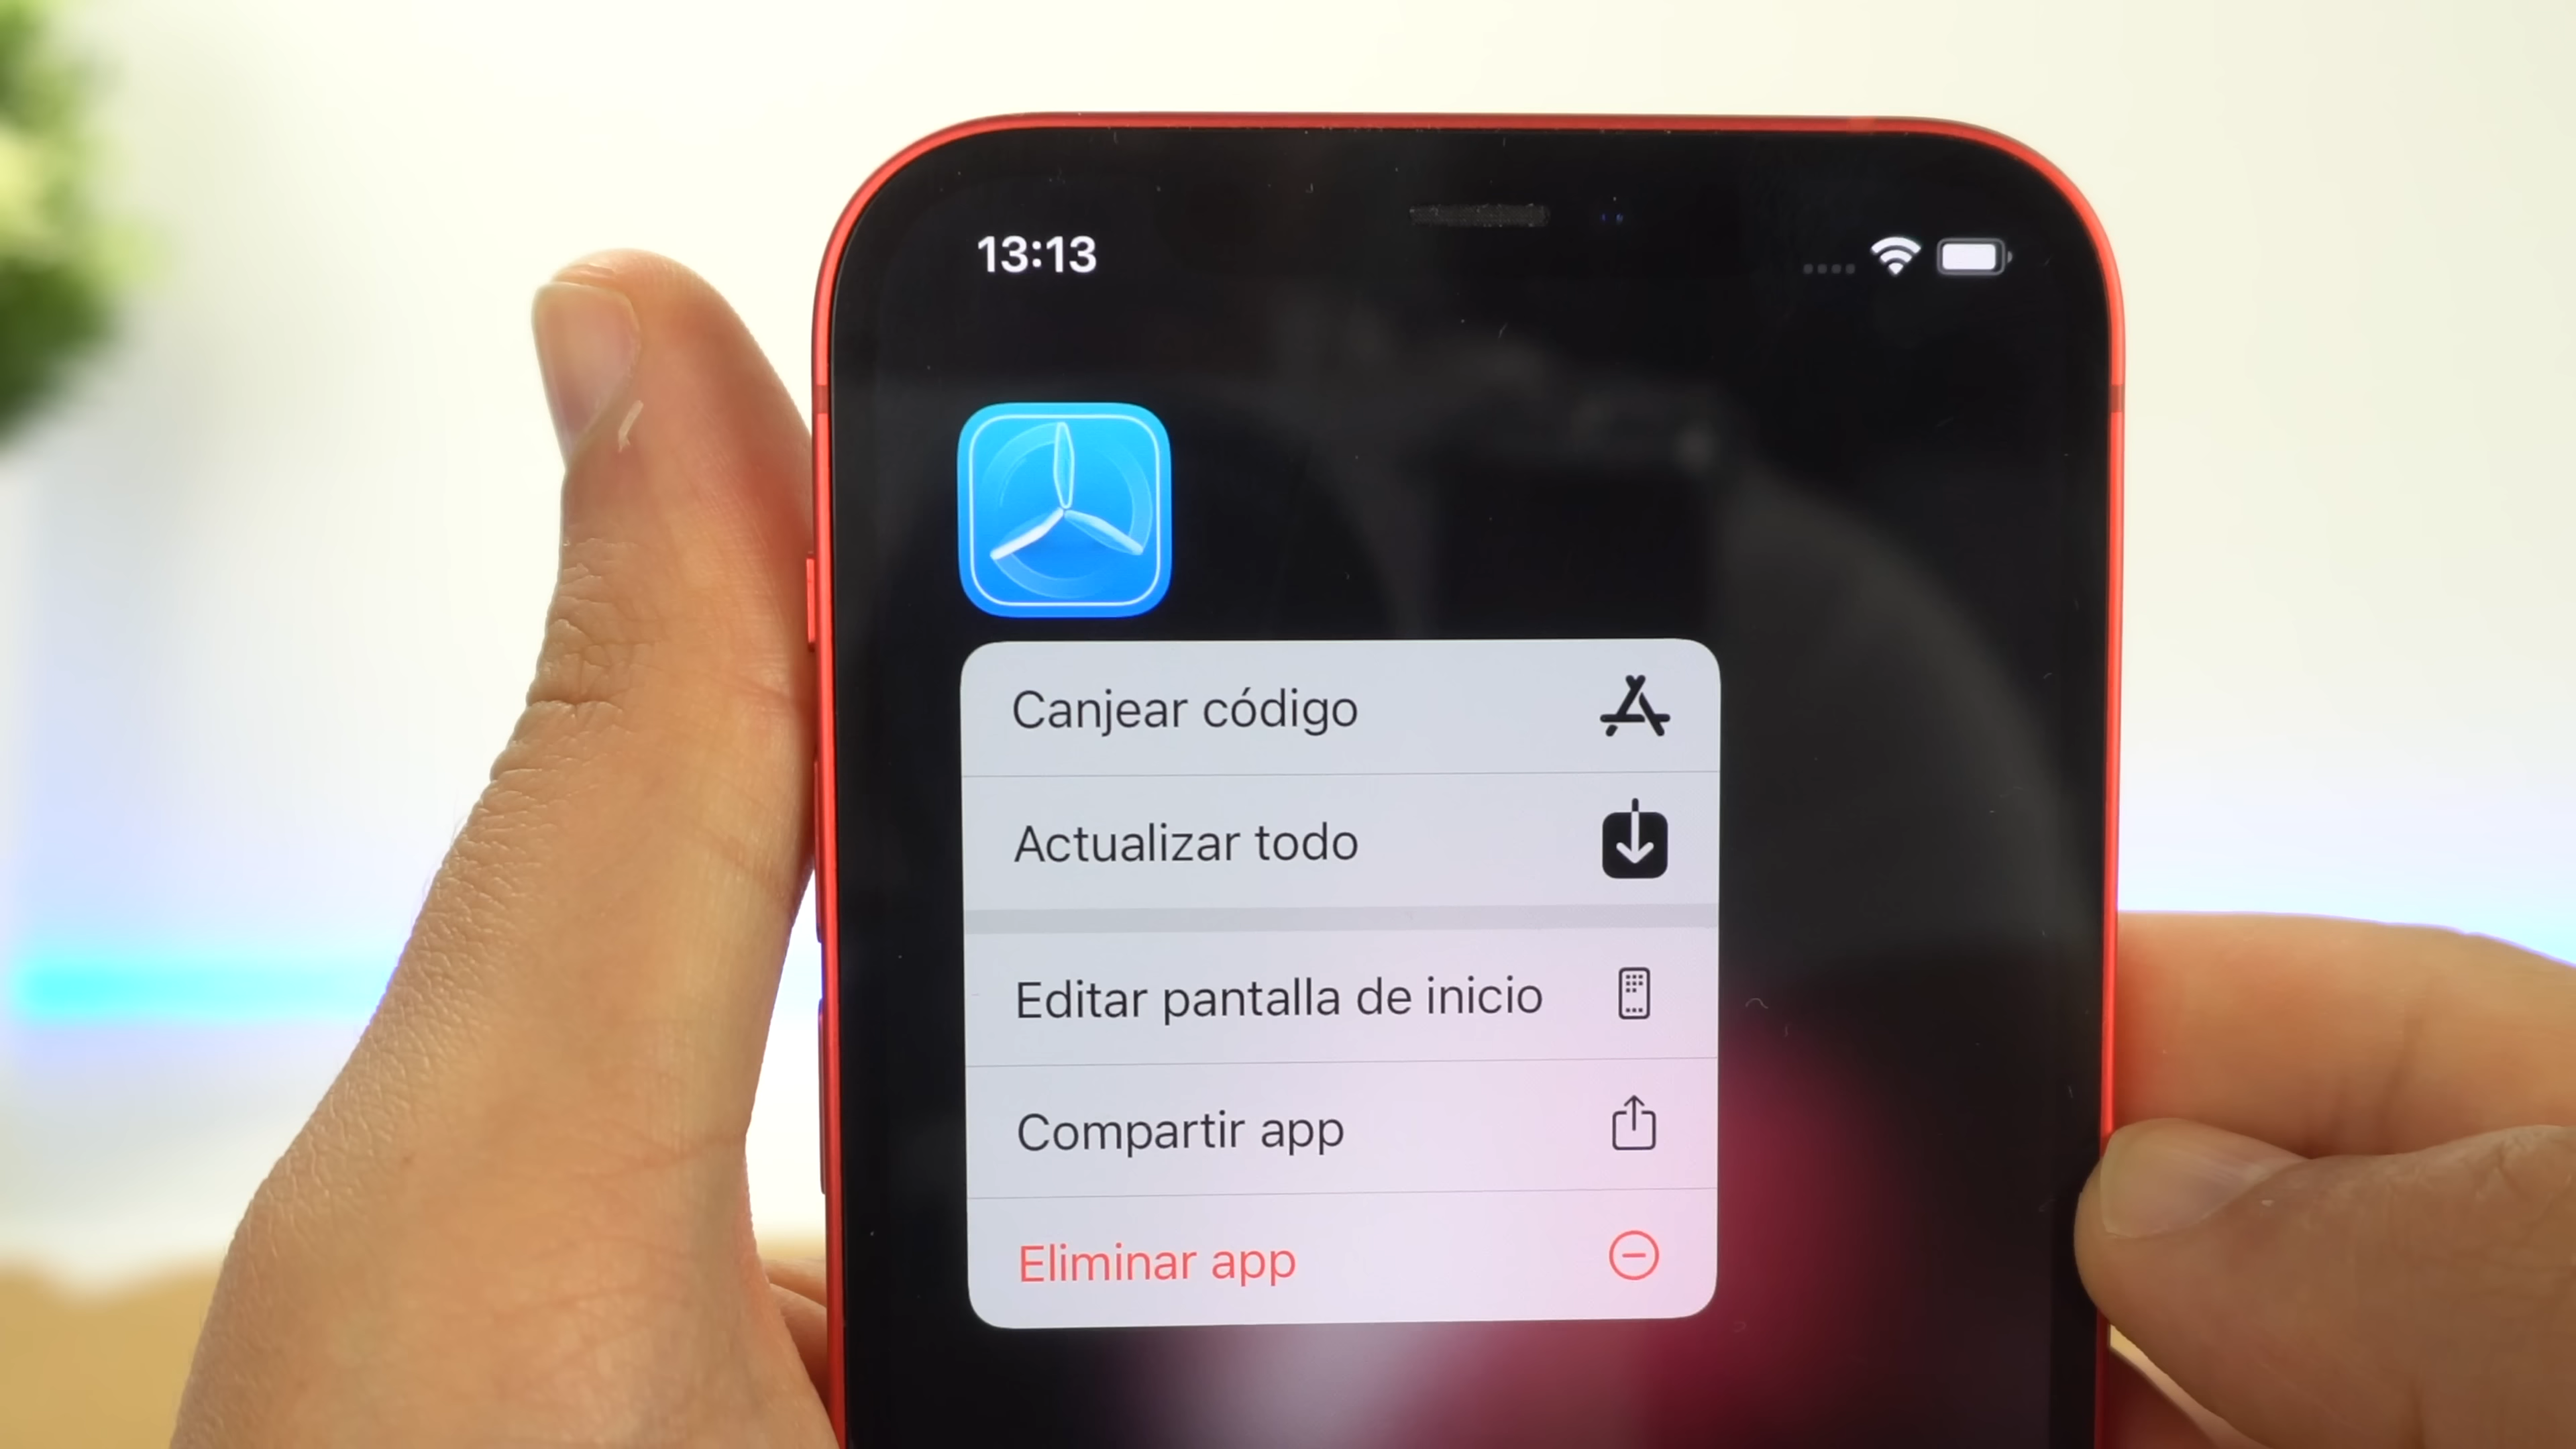 13:13
Canjear código
Actualizar todo
Editar pantalla de inicio
Compartir app
Eliminar app